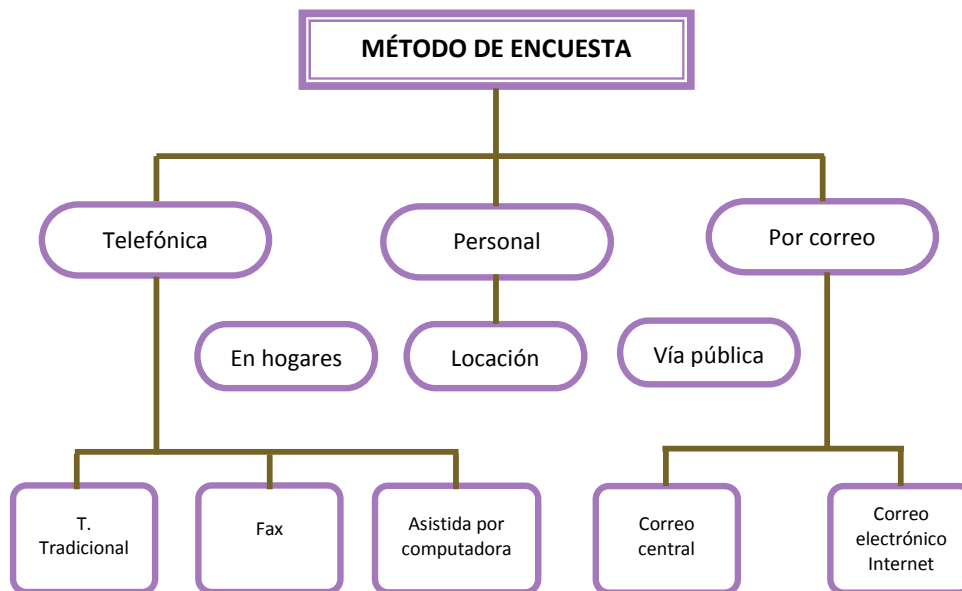 MÉTODO DE ENCUESTA
Telefónica
Personal
Por correo
En hogares
Locación
Vía pública
T.
Tradicional
Fax
Asistida por
computadora
Correo
central
Correo
electrónico
Internet